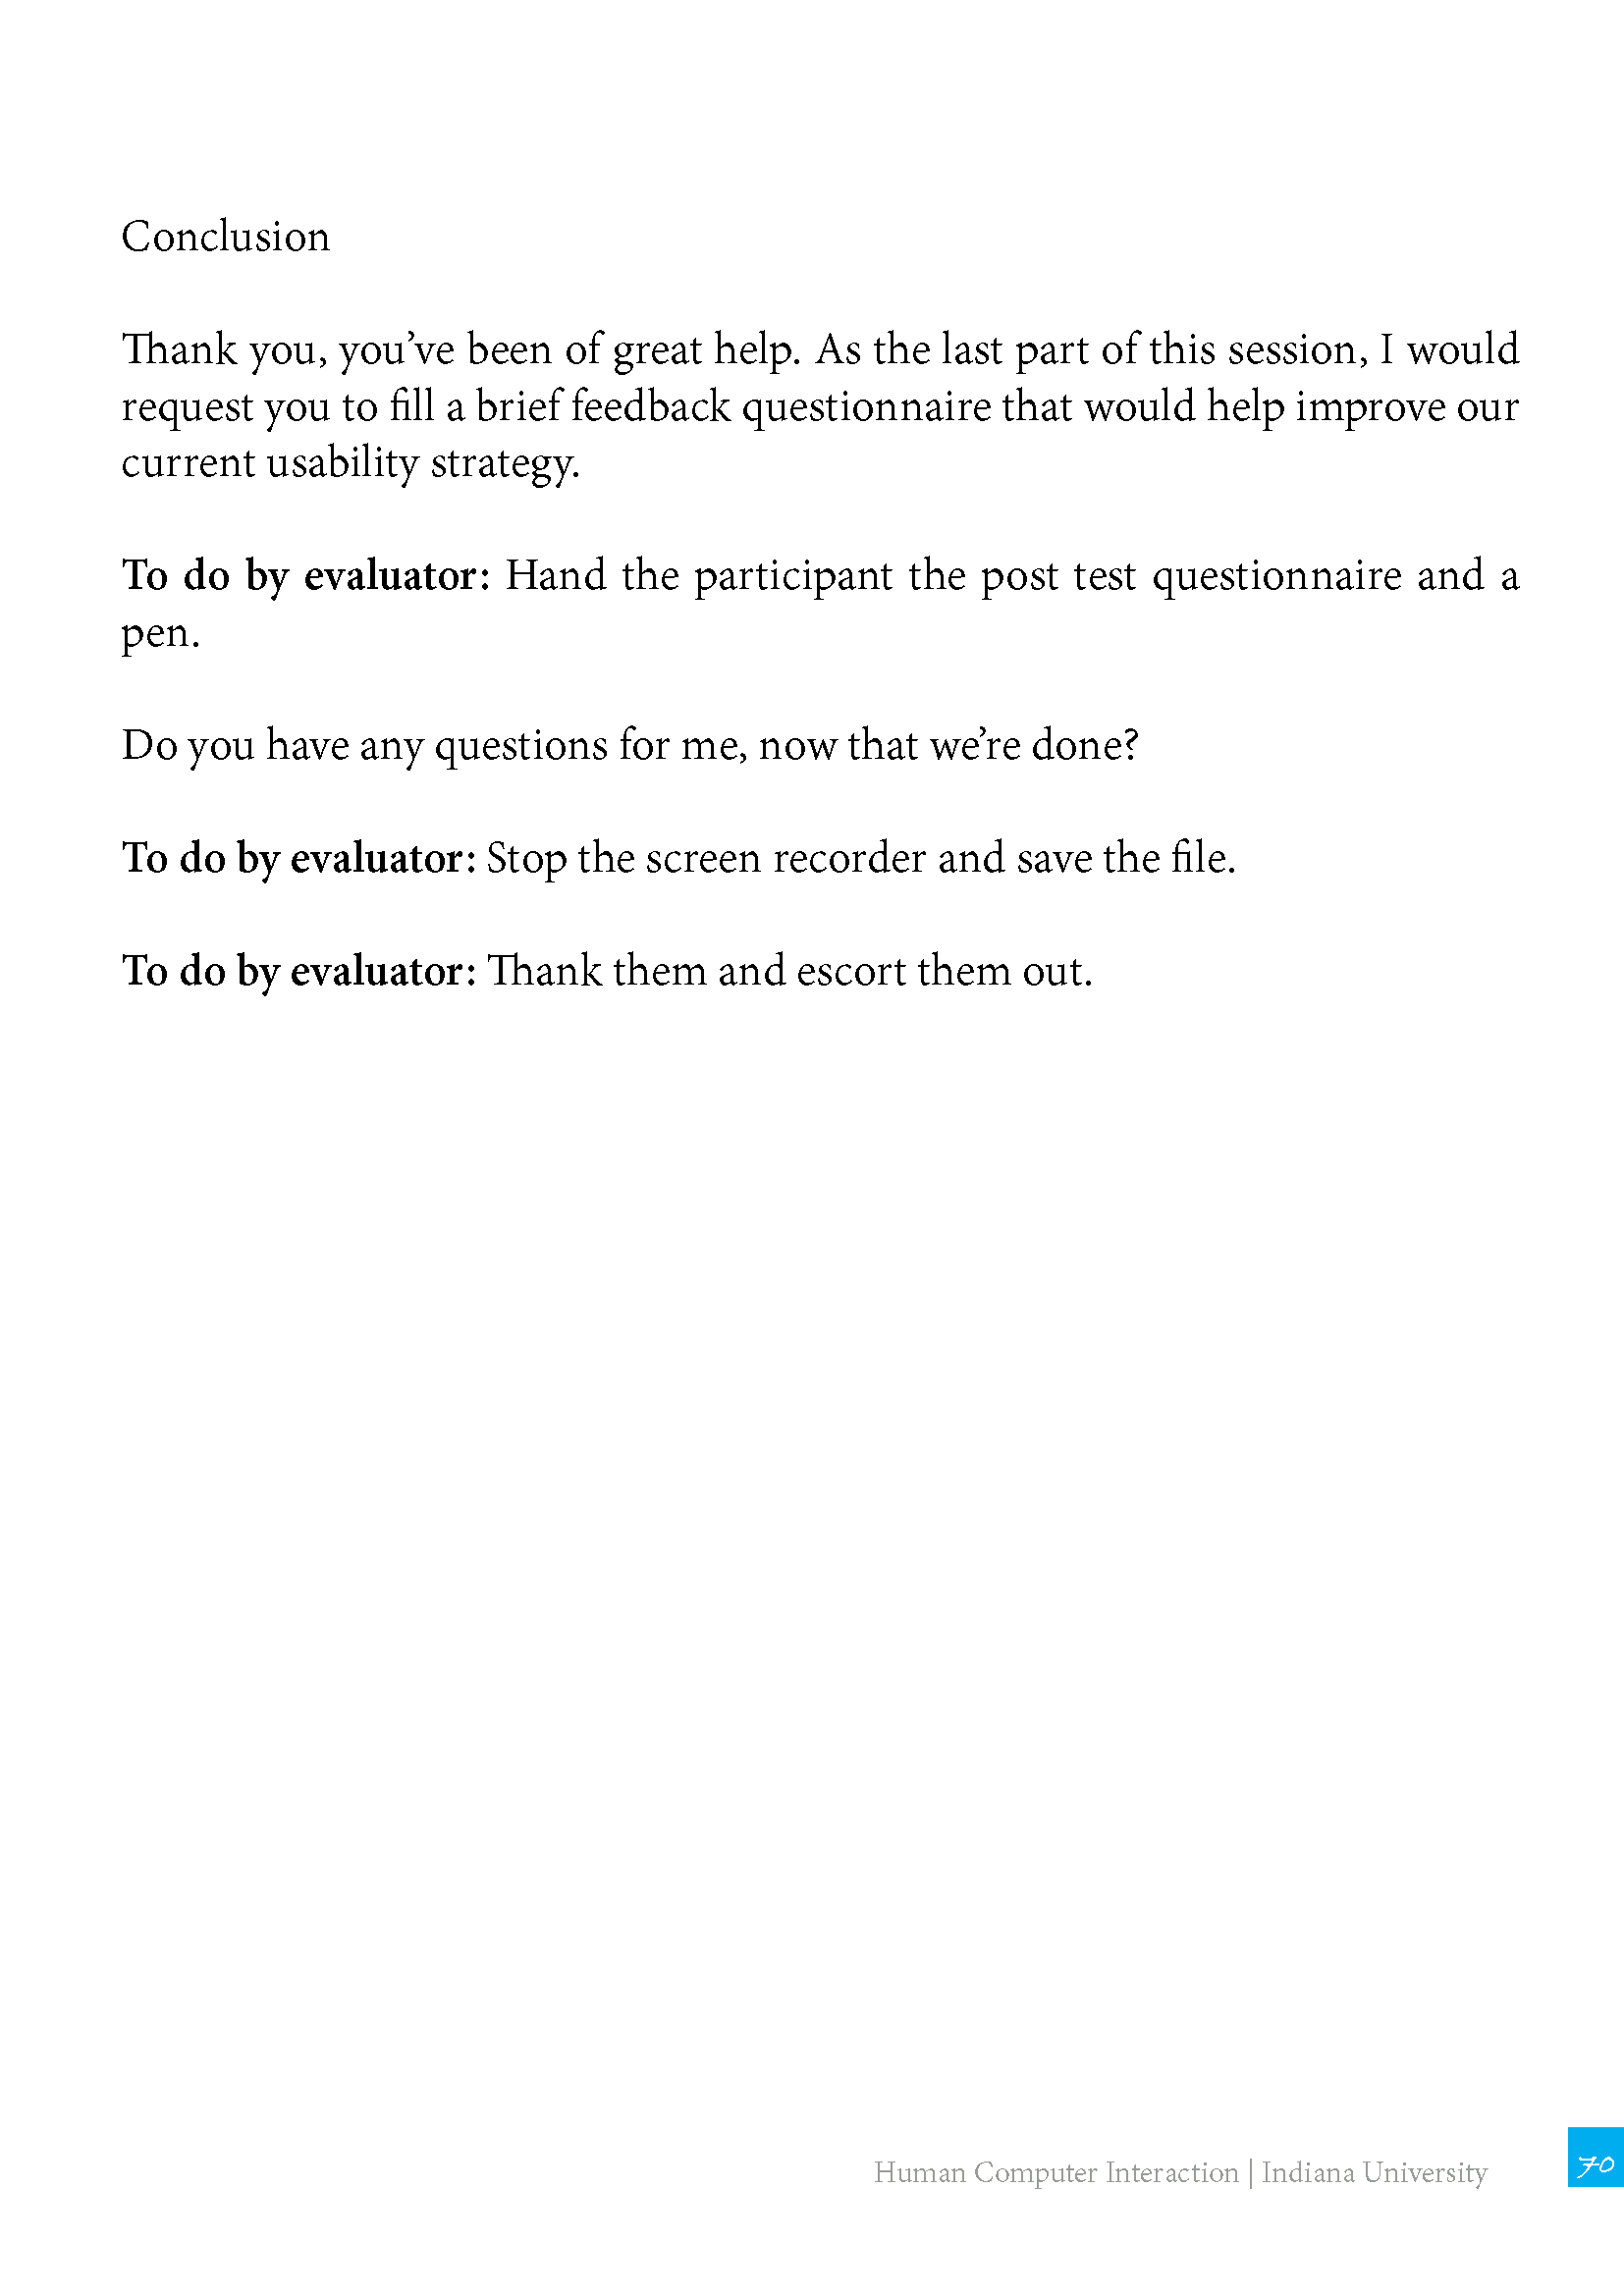 Conclusion
Thank you, you’ve been of great help. As the last part of this session, I would
request you to fill a brief feedback questionnaire that would help improve our
current usability strategy.
To do by evaluator: Hand the participant the post test questionnaire and a
pen.
Do you have any questions for me, now that we’re done?
To do by evaluator: Stop the screen recorder and save the file.
To do by evaluator: Thank them and escort them out.
Human Computer Interaction | Indiana University
70